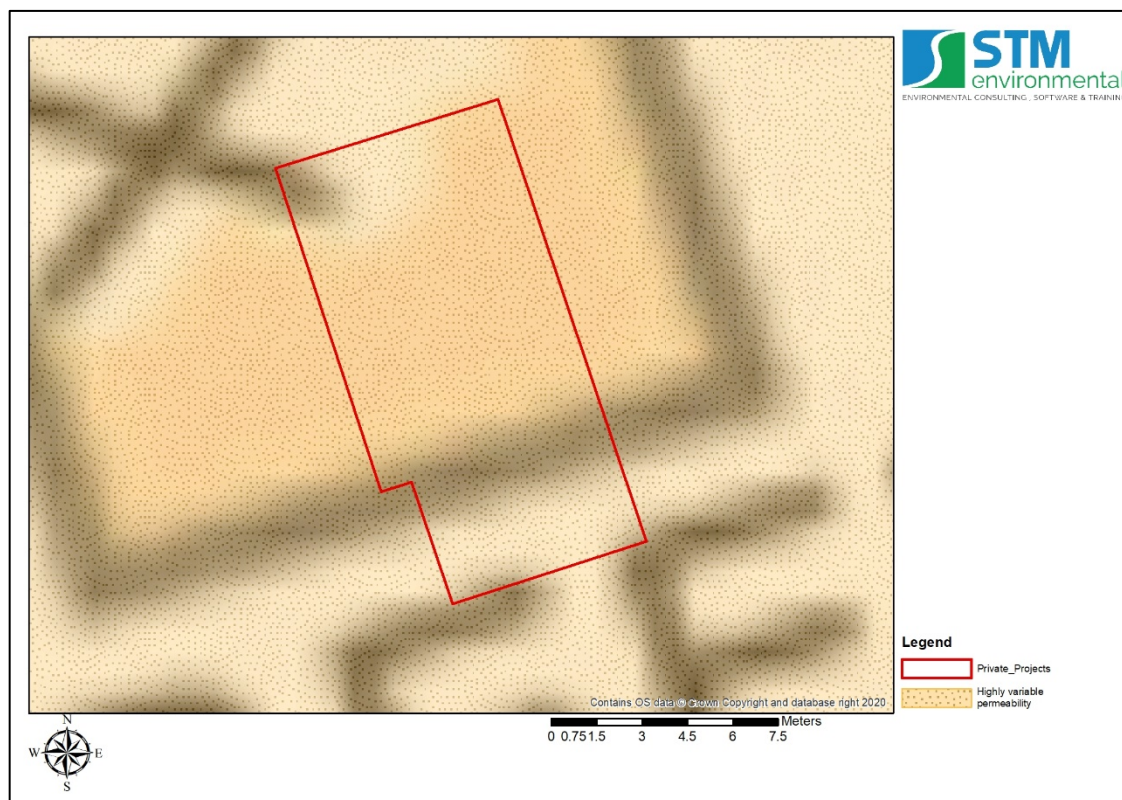 STM
environmental
ENVIRONMENTAL CONSULTING, SOFTWARE & TRAINING
Legend
Private_Projects
Highly variable
permeability
Contains OS data © Crown Copyright and database right 2020
Meters
0 0.75 1.5 3 4.5 6 7.5
N
W E
S